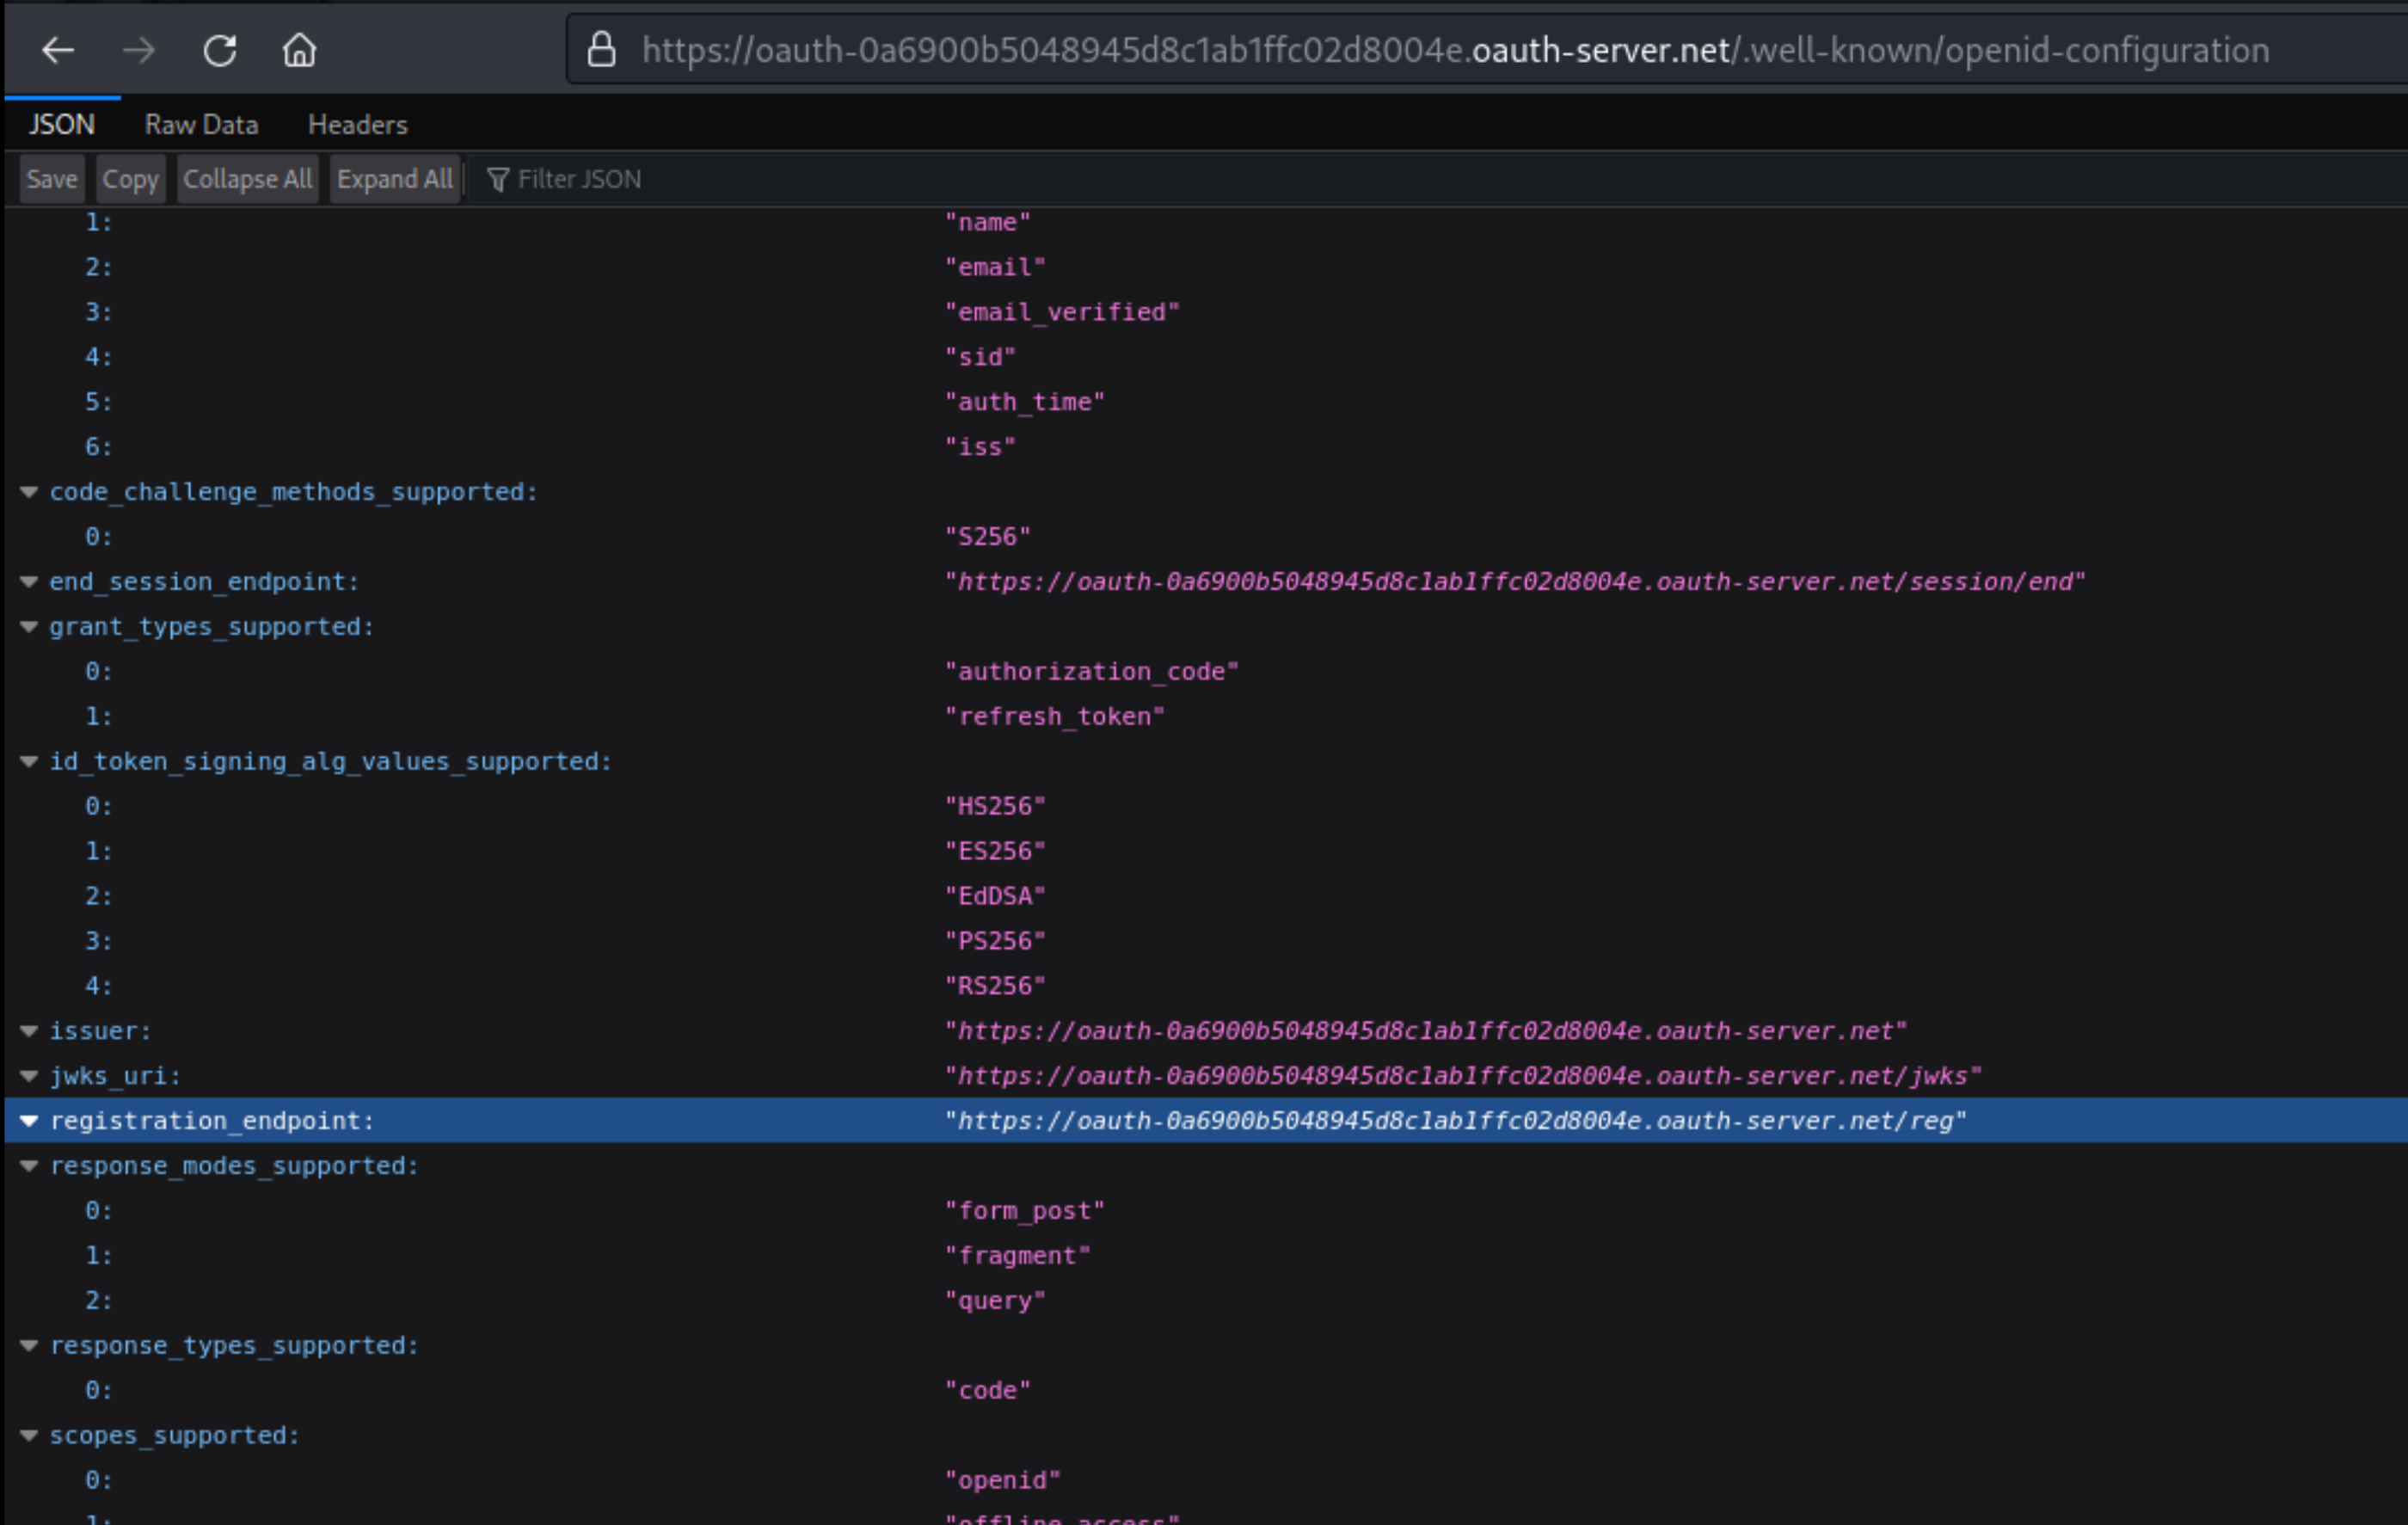 https://oauth-0a6900b5048945d8c1ab1ffc02d8004e.oauth-server.net/.well-known/openid-configuration
JSON Raw Data Headers
Save Copy Collapse All Expand All Filter JSON
1: "name"
2: "email"
3: "email_verified"
4: "sid"
5: "auth_time"
6: "iss"
code_challenge_methods_supported:
0: "S256"
end_session_endpoint: "https://oauth-0a6900b5048945d8c1ab1ffc02d8004e.oauth-server.net/session/end"
grant_types_supported:
0: "authorization_code"
1: "refresh_token"
id_token_signing_alg_values_supported:
0: "HS256"
1: "ES256"
2: "EdDSA"
3: "PS256"
4: "RS256"
issuer: "https://oauth-0a6900b5048945d8c1ab1ffc02d8004e.oauth-server.net"
jwks_uri: "https://oauth-0a6900b5048945d8c1ab1ffc02d8004e.oauth-server.net/jwks"
registration_endpoint: "https://oauth-0a6900b5048945d8c1ab1ffc02d8004e.oauth-server.net/reg"
response_modes_supported:
0: "form_post"
1: "fragment"
2: "query"
response_types_supported:
0: "code"
scopes_supported:
0: "openid"
1: "offline_access"